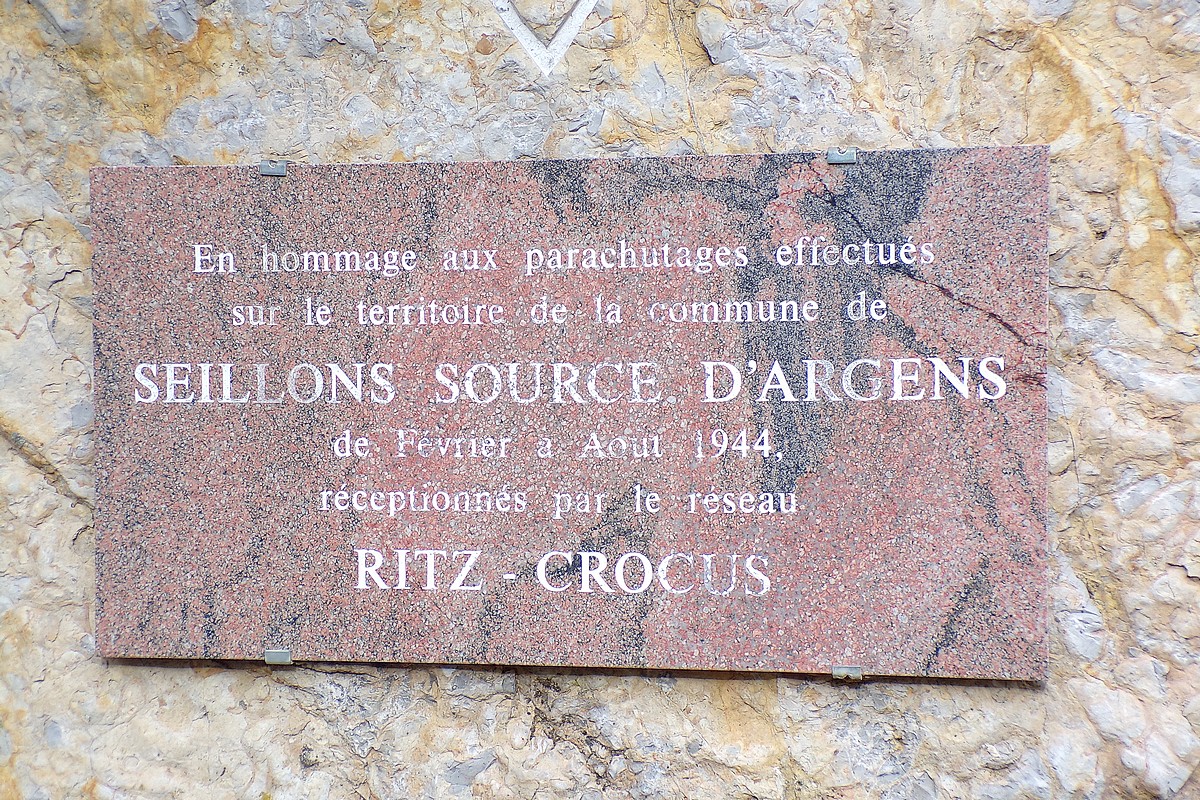 En hommage aux parachutages effectués
sur le territoire de la commune de
SEILLONS SOURCE D'ARGENS
de Février a Aout 1944,
réceptionnés par le réseau
RITZ - CROCUS